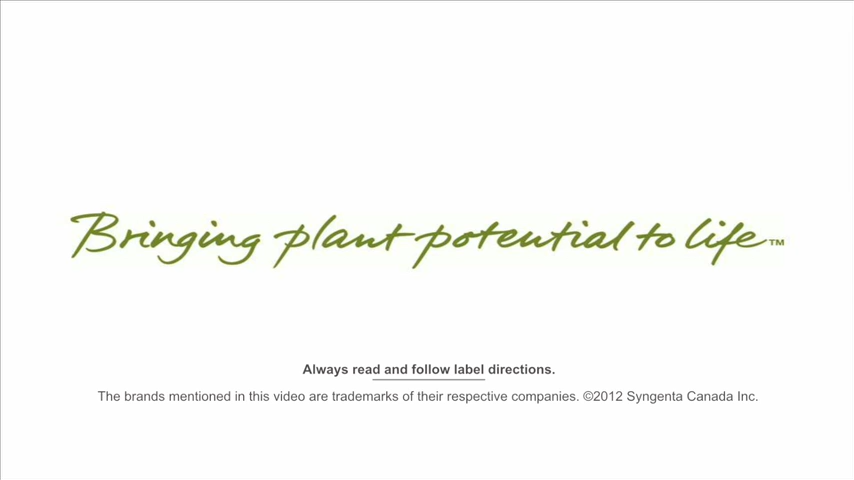 Bringing plant potential to life™
Always read and follow label directions.
The brands mentioned in this video are trademarks of their respective companies. ©2012 Syngenta Canada Inc.